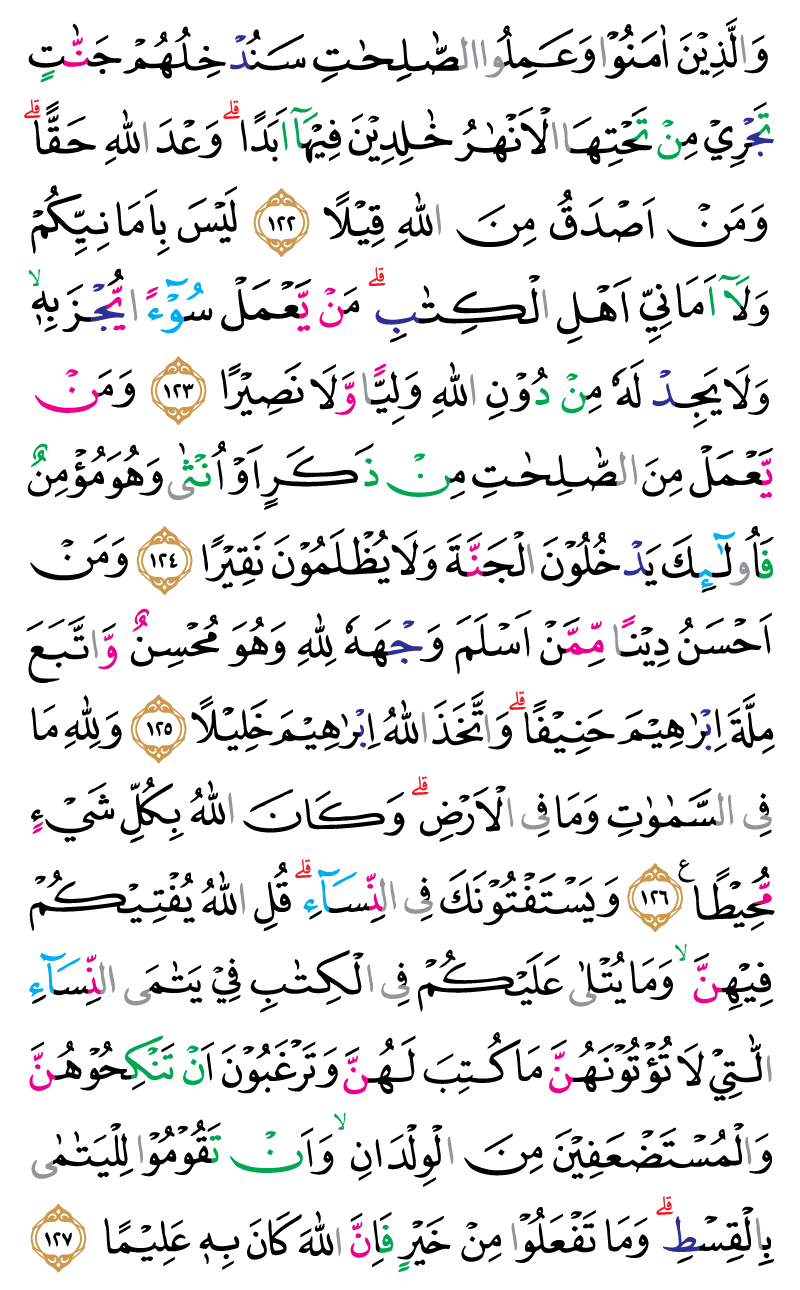 وَالَّذِيْنَ اٰمَنُوْا وَعَمِلُوا الصّٰلِحٰتِ سَنُدْخِلُهُمْ جَنّٰتٍ
تَجْرِيْ مِنْ تَحْتِهَا الْاَنْهٰرُ خٰلِدِيْنَ فِيْهَآ اَبَدًاۗ وَعْدَ اللّٰهِ حَقًّاۗ
وَمَنْ اَصْدَقُ مِنَ اللّٰهِ قِيْلًا ١٢٢ لَيْسَ بِاَمَانِيِّكُمْ
وَلَآ اَمَانِيِّ اَهْلِ الْكِتٰبِۗ مَنْ يَّعْمَلْ سُوْۤءًا يُّجْزَ بِهٖۙ
وَلَا يَجِدْ لَهٗ مِنْ دُوْنِ اللّٰهِ وَلِيًّا وَّلَا نَصِيْرًا ١٢٣ وَمَنْ
يَّعْمَلْ مِنَ الصّٰلِحٰتِ مِنْ ذَكَرٍ اَوْ اُنْثٰى وَهُوَ مُؤْمِنٌ
فَاُولٰۤىِٕكَ يَدْخُلُوْنَ الْجَنَّةَ وَلَا يُظْلَمُوْنَ نَقِيْرًا ١٢٤ وَمَنْ
اَحْسَنُ دِيْنًا مِّمَّنْ اَسْلَمَ وَجْهَهٗ لِلّٰهِ وَهُوَ مُحْسِنٌ وَّاتَّبَعَ
مِلَّةَ اِبْرٰهِيْمَ حَنِيْفًاۗ وَاتَّخَذَ اللّٰهُ اِبْرٰهِيْمَ خَلِيْلًا ١٢٥ وَلِلّٰهِ مَا
فِى السَّمٰوٰتِ وَمَا فِى الْاَرْضِۗ وَكَانَ اللّٰهُ بِكُلِّ شَيْءٍ
مُّحِيْطًا ࣖ ١٢٦ وَيَسْتَفْتُوْنَكَ فِى النِّسَاۤءِۗ قُلِ اللّٰهُ يُفْتِيْكُمْ
فِيْهِنَّۙ وَمَا يُتْلٰى عَلَيْكُمْ فِى الْكِتٰبِ فِيْ يَتٰمَى النِّسَاۤءِ
الّٰتِيْ لَا تُؤْتُوْنَهُنَّ مَا كُتِبَ لَهُنَّ وَتَرْغَبُوْنَ اَنْ تَنْكِحُوْهُنَّ
وَالْمُسْتَضْعَفِيْنَ مِنَ الْوِلْدَانِۙ وَاَنْ تَقُوْمُوْا لِلْيَتٰمٰى
بِالْقِسْطِۗ وَمَا تَفْعَلُوْا مِنْ خَيْرٍ فَاِنَّ اللّٰهَ كَانَ بِهٖ عَلِيْمًا ١٢٧